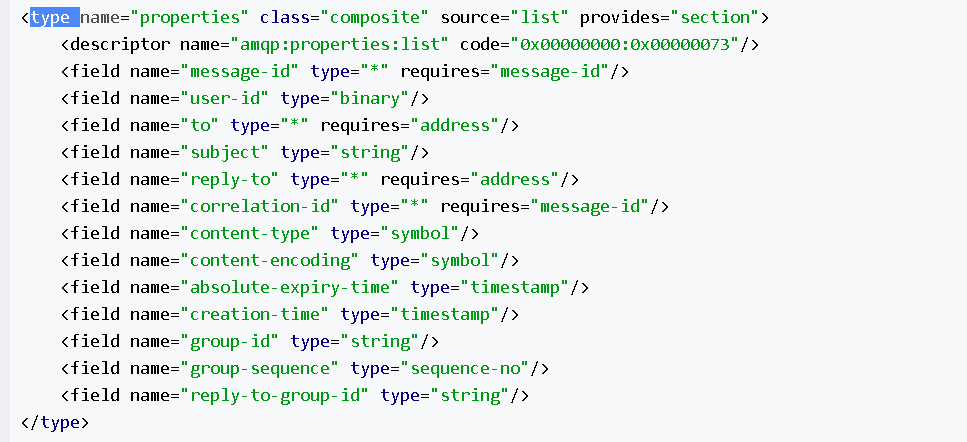 <type name="properties" class="composite" source="list" provides="section">
<descriptor name="amqp:properties:list" code="0x00000000:0x00000073"/>
<field name="message-id" type="*" requires="message-id"/>
<field name="user-id" type="binary"/>
<field name="to" type="*" requires="address"/>
<field name="subject" type="string"/>
<field name="reply-to" type="*" requires="address"/>
<field name="correlation-id" type="*" requires="message-id"/>
<field name="content-type" type="symbol"/>
<field name="content-encoding" type="symbol"/>
<field name="absolute-expiry-time" type="timestamp"/>
<field name="creation-time" type="timestamp"/>
<field name="group-id" type="string"/>
<field name="group-sequence" type="sequence-no"/>
<field name="reply-to-group-id" type="string"/>
</type>